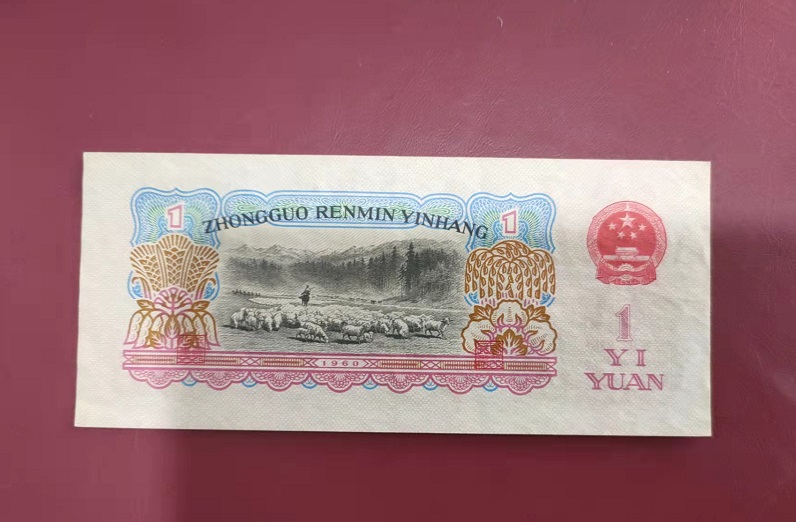 1
ZHONGGUO RENMIN YINHANG
1
1960
1
YI
YUAN